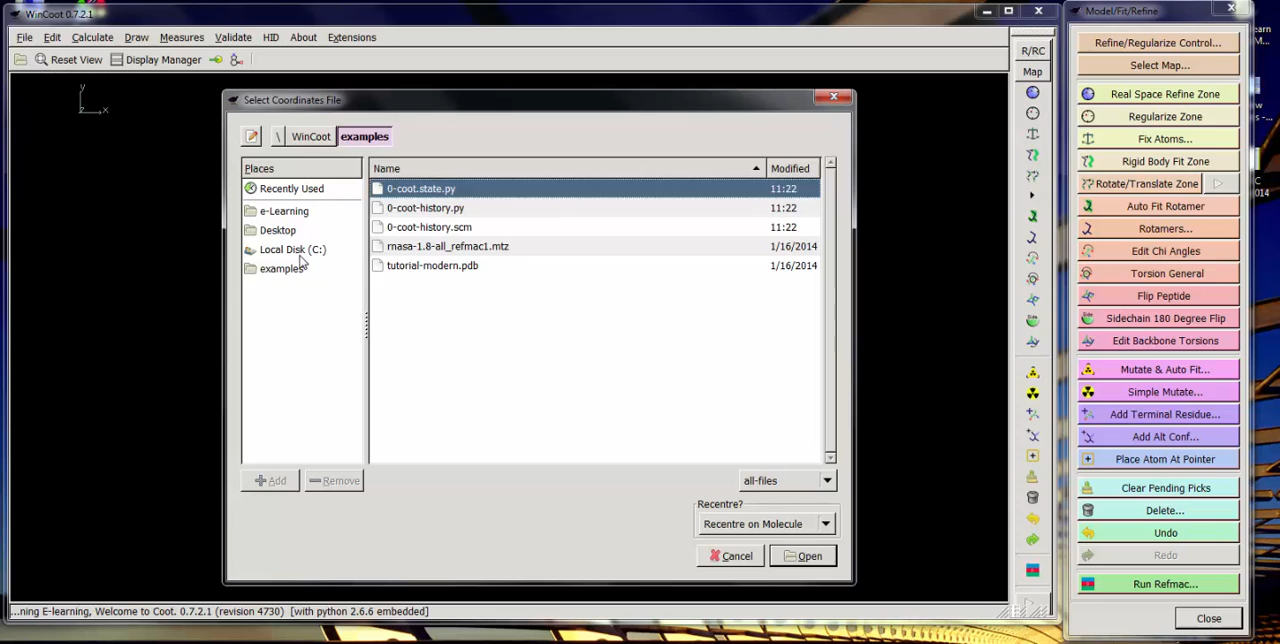 WinCoot 0.7.2.1
File Edit Calculate Draw Measures Validate HID About Extensions
Reset View Display Manager
Select Coordinates File
\ WinCoot examples
Places
Recently Used
e-Learning
Desktop
Local Disk (C:)
examples
Name Modified
0-coot.state.py 11:22
0-coot-history.py 11:22
0-coot-history.scm 11:22
rnasa-1.8-all_refmac1.mtz 1/16/2014
tutorial-modern.pdb 1/16/2014
Add Remove
all-files
Recentre?
Recentre on Molecule
Cancel Open
...ning E-learning, Welcome to Coot. 0.7.2.1 (revision 4730) [with python 2.6.6 embedded]
R/RC
Map
Side
Model/Fit/Refine
Refine/Regularize Control...
Select Map...
Real Space Refine Zone
Regularize Zone
Fix Atoms...
Rigid Body Fit Zone
Rotate/Translate Zone
Auto Fit Rotamer
Rotamers...
Edit Chi Angles
Torsion General
Flip Peptide
Sidechain 180 Degree Flip
Edit Backbone Torsions
Mutate & Auto Fit...
Simple Mutate...
Add Terminal Residue...
Add Alt Conf...
Place Atom At Pointer
Clear Pending Picks
Delete...
Undo
Redo
Run Refmac...
Close